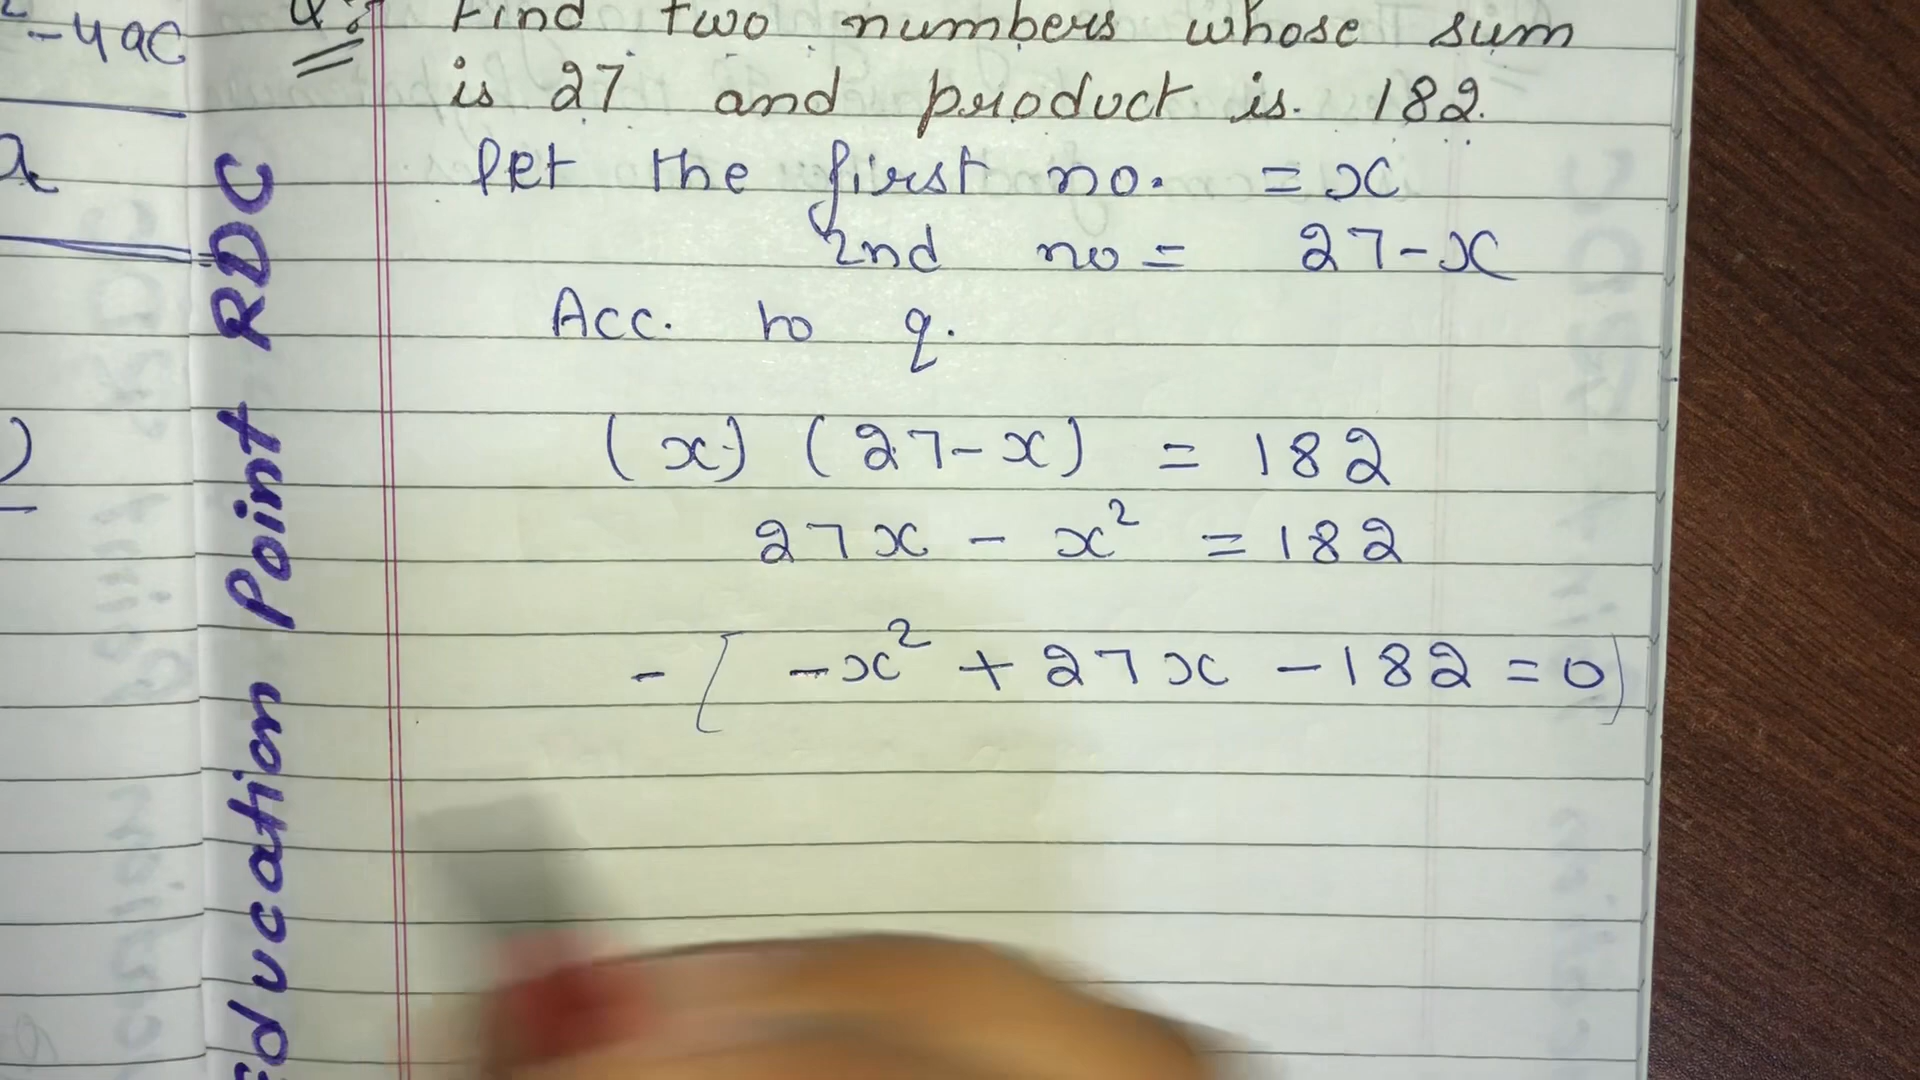 ²-4ac
Q. Find two numbers whose sum
is 27 and product is. 182.
Let the first no. = x
2nd no = 27-x
Acc. to q.
(x) (27-x) = 182
27x - x² = 182
- [ -x² + 27x - 182 = 0 )
Education Point RDC